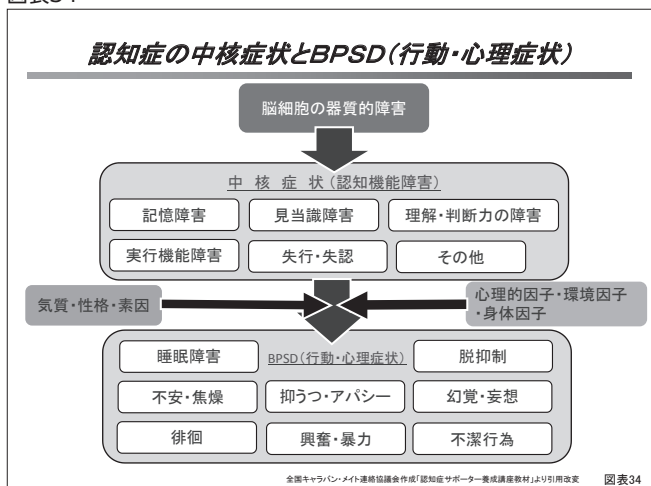 図表34
認知症の中核症状とBPSD（行動・心理症状）
脳細胞の器質的障害
中 核 症 状（認知機能障害）
記憶障害 見当識障害 理解・判断力の障害
実行機能障害 失行・失認 その他
気質・性格・素因
心理的因子・環境因子
・身体因子
睡眠障害 BPSD（行動・心理症状） 脱抑制
不安・焦燥 抑うつ・アパシー 幻覚・妄想
徘徊 興奮・暴力 不潔行為
全国キャラバン・メイト連絡協議会作成「認知症サポーター養成講座教材」より引用改変 図表34